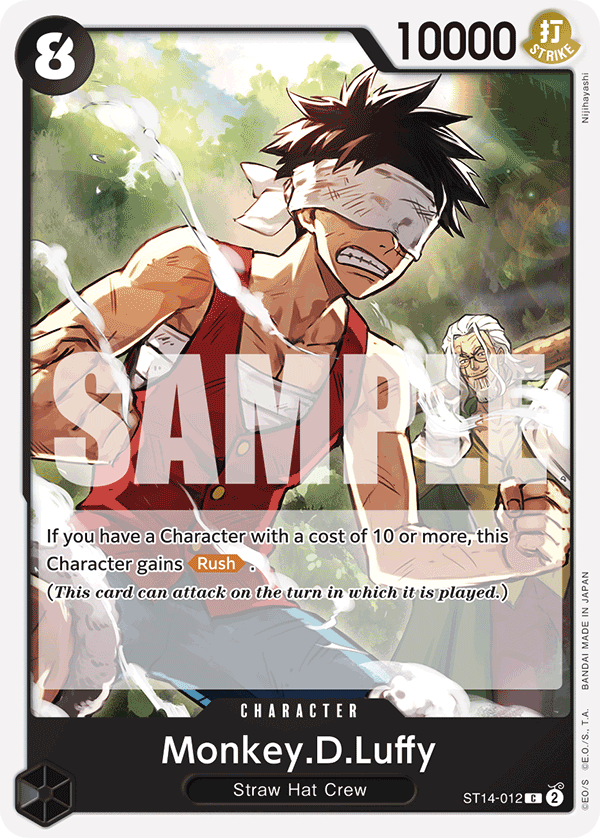 8
10000
打
STRIKE
Nijihayashi
SAMPLE
If you have a Character with a cost of 10 or more, this
Character gains Rush .
(This card can attack on the turn in which it is played.)
CHARACTER
Monkey.D.Luffy
Straw Hat Crew
ST14-012 C 2
©EO/S ©E.O./S., T.A. BANDAI MADE IN JAPAN